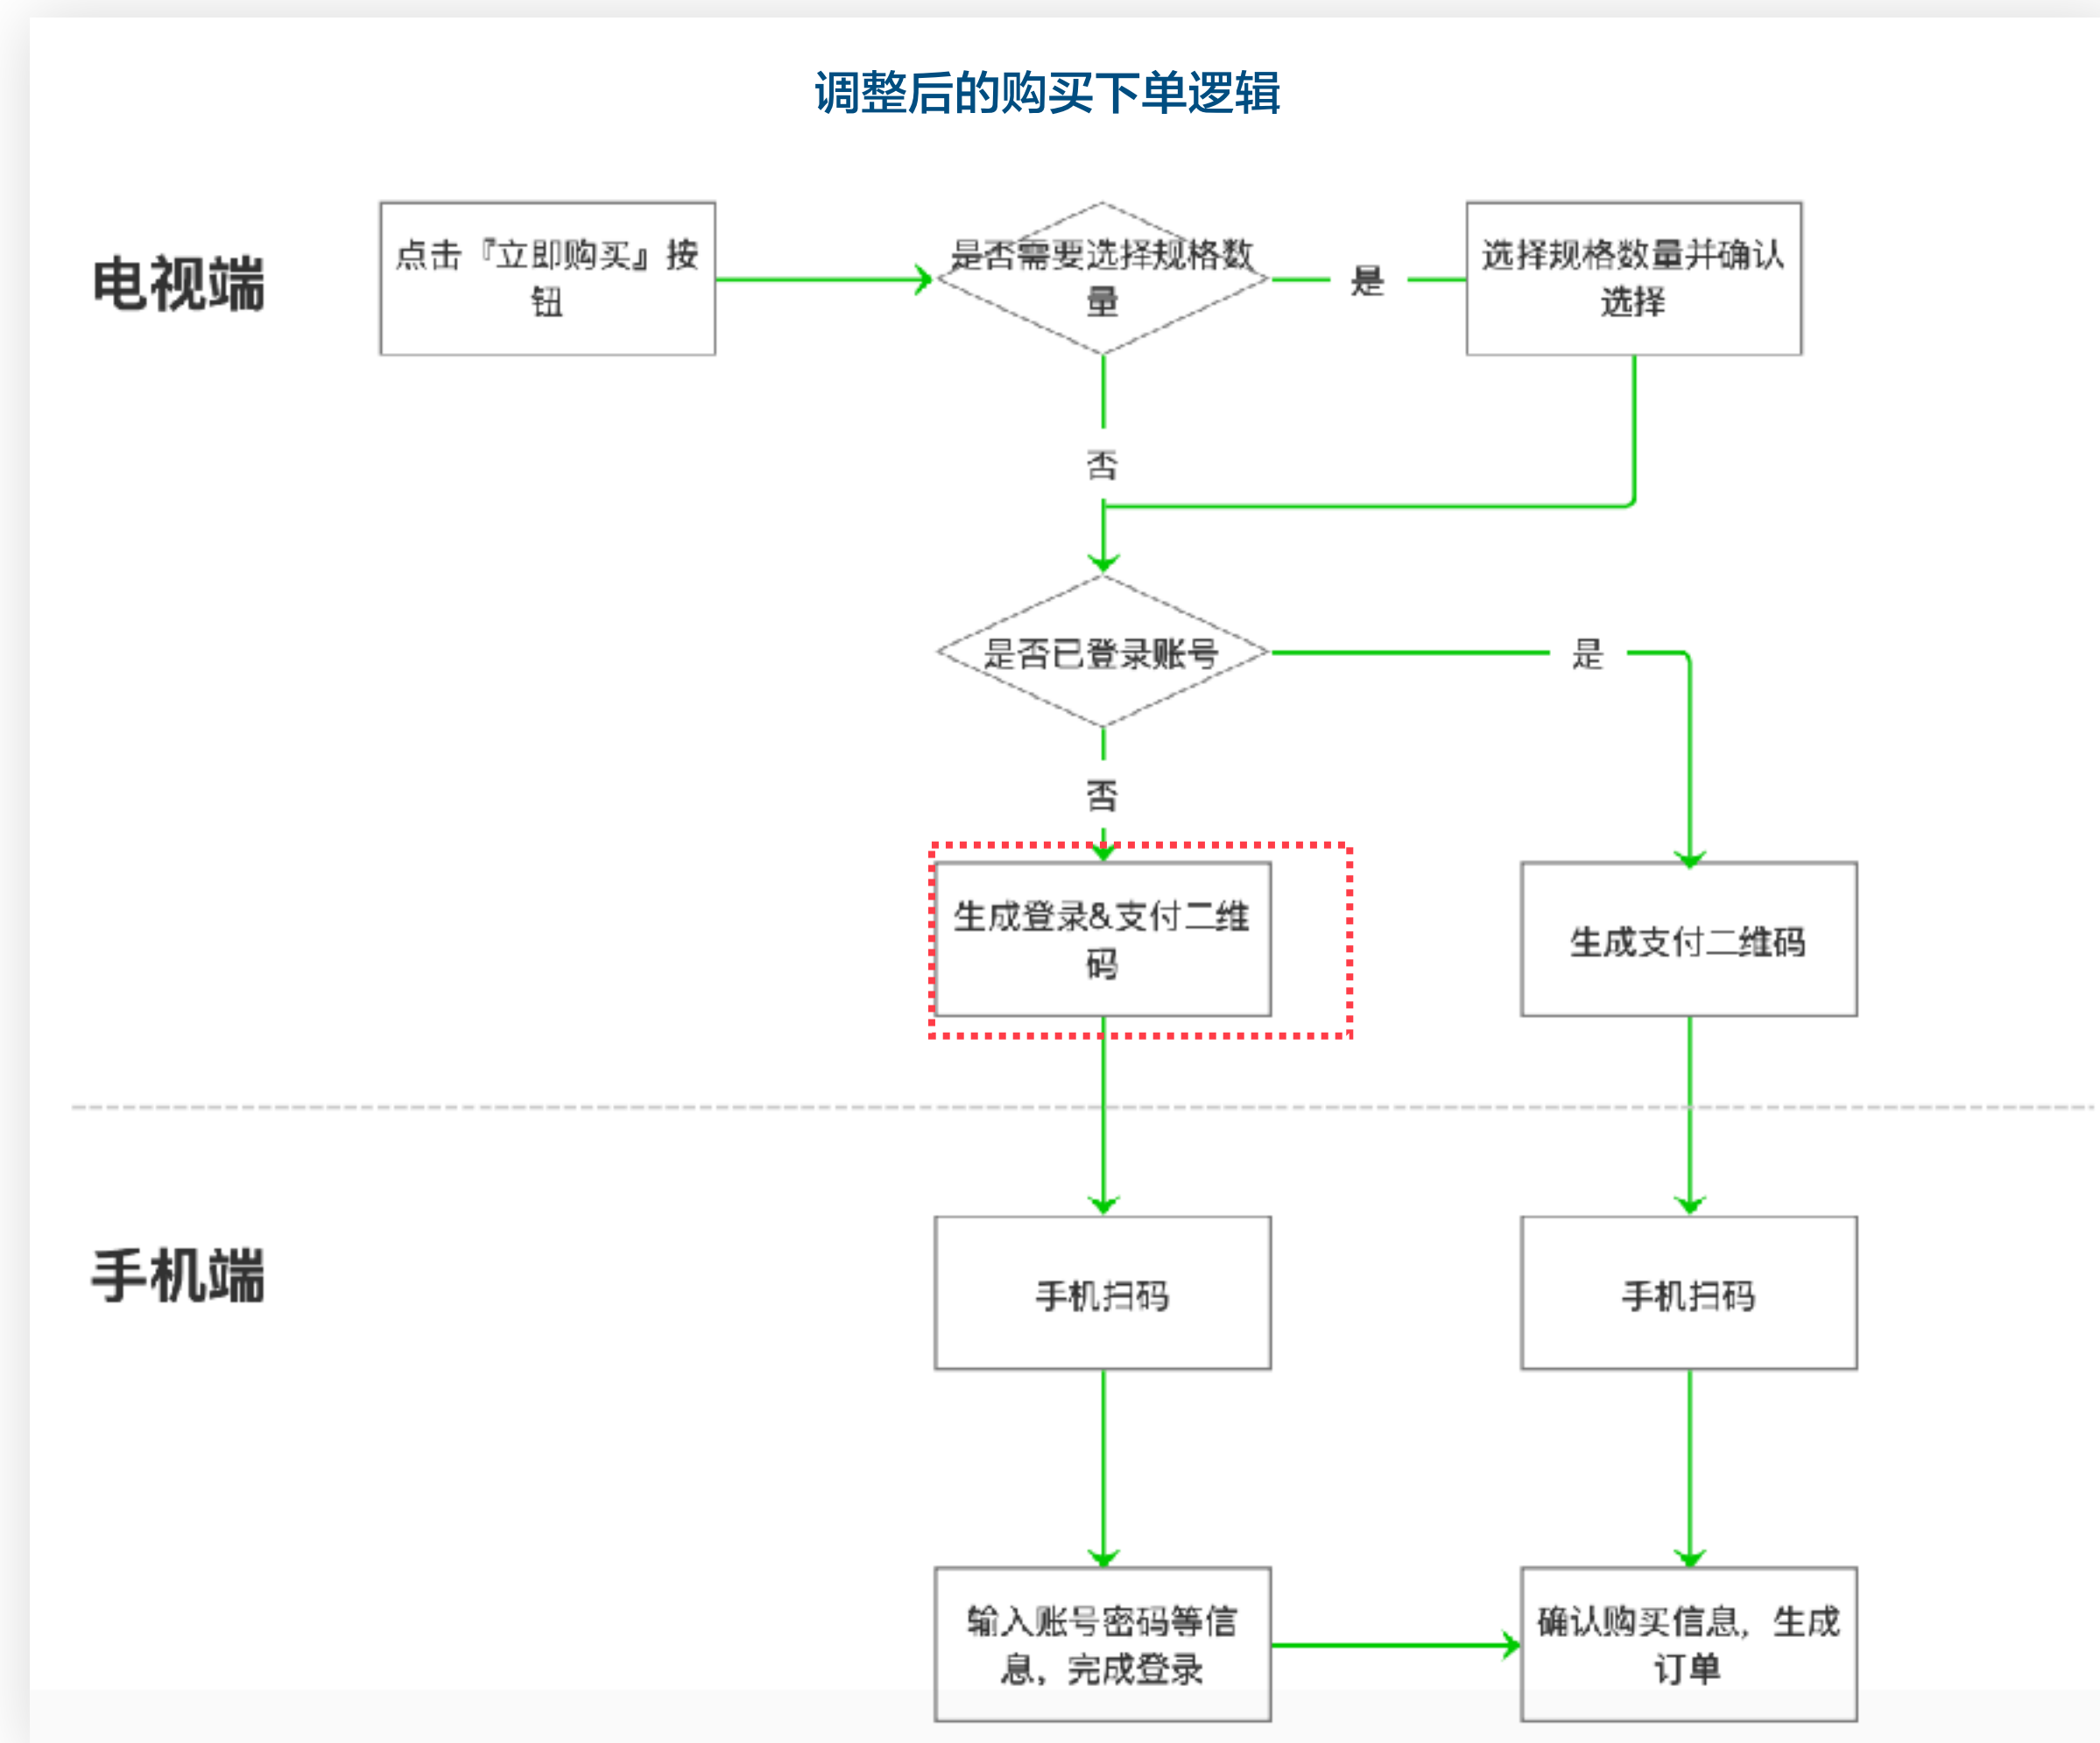 调整后的购买下单逻辑
电视端
点击『立即购买』按
钮
是否需要选择规格数
量
是
选择规格数量并确认
选择
否
是否已登录账号
是
否
生成登录&支付二维
码
生成支付二维码
手机端
手机扫码
手机扫码
输入账号密码等信
息，完成登录
确认购买信息，生成
订单